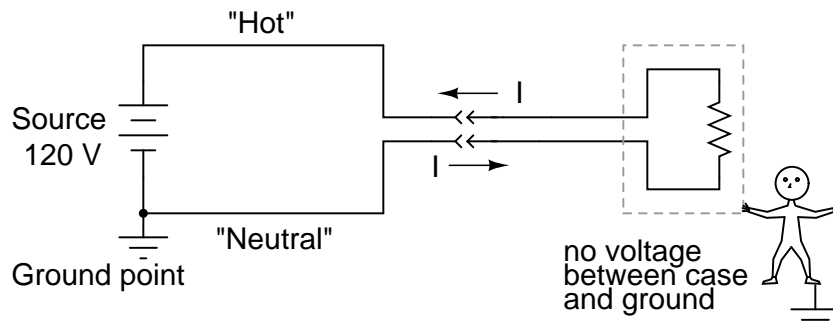 "Hot"
I
Source
120 V
I
"Neutral"
Ground point
no voltage
between case
and ground